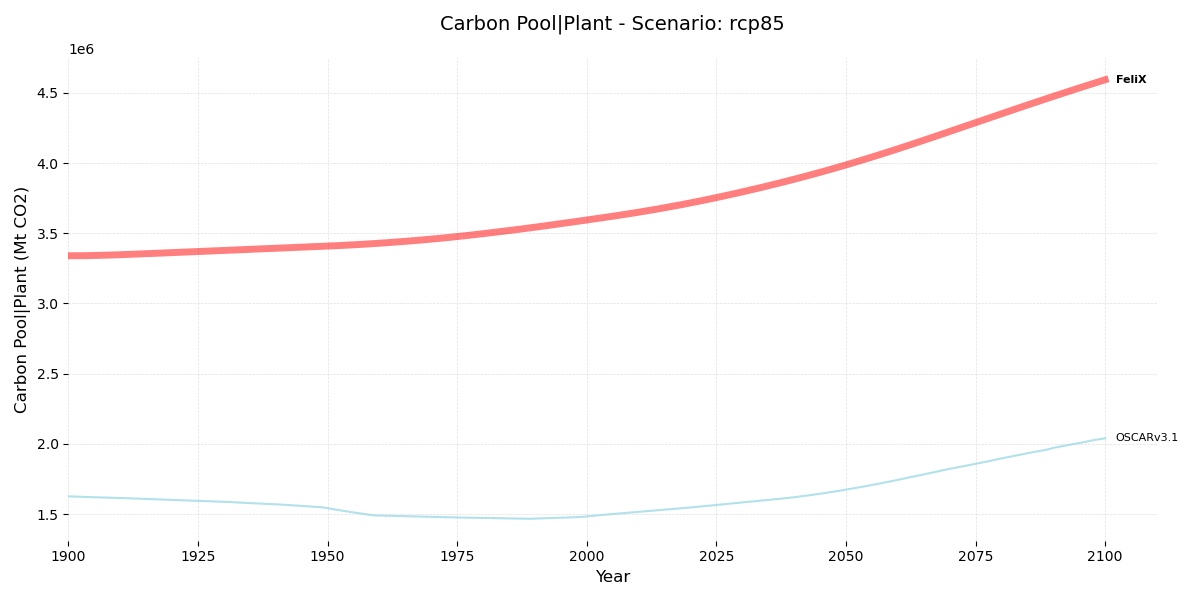 Carbon Pool|Plant - Scenario: rcp85
1e6
Carbon Pool|Plant (Mt CO2)
4.5
4.0
3.5
3.0
2.5
2.0
1.5
FeliX
OSCARv3.1
1900 1925 1950 1975 2000 2025 2050 2075 2100
Year